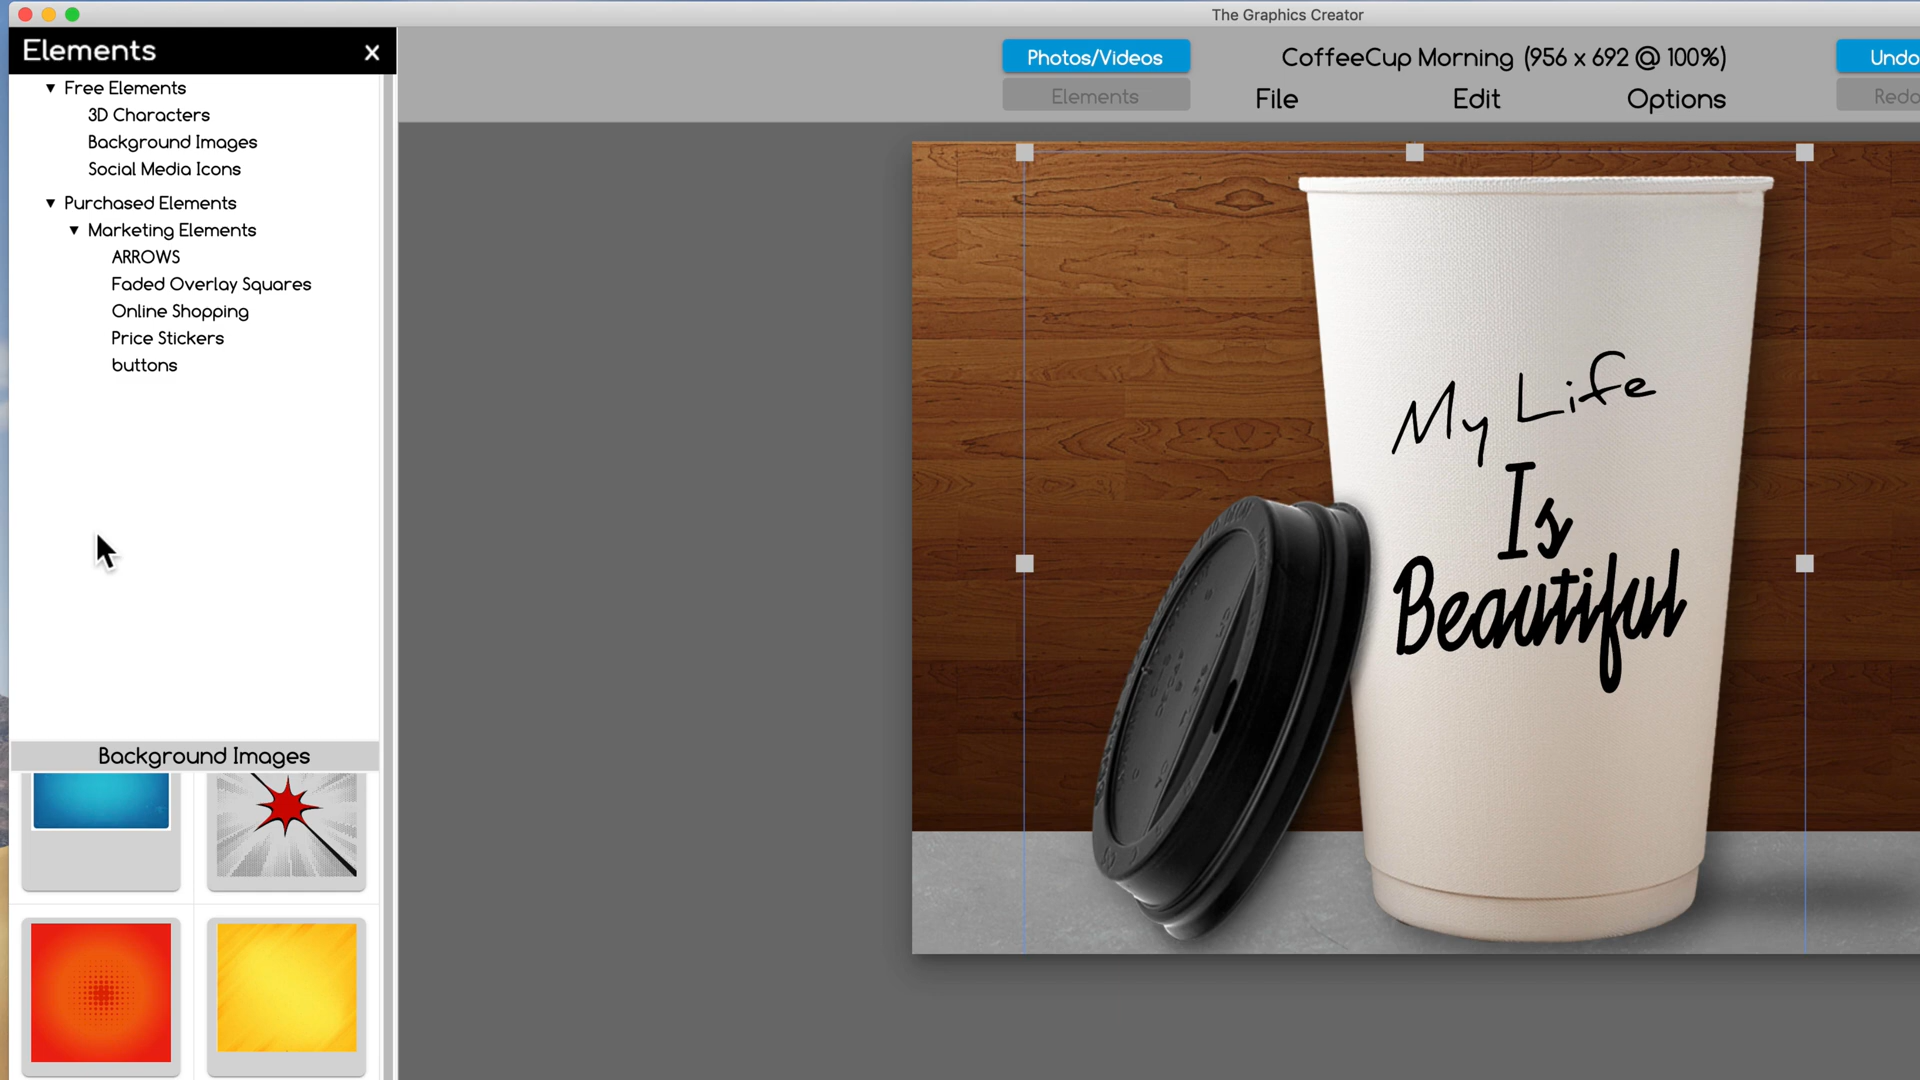 The Graphics Creator
Elements
x
Photos/Videos
CoffeeCup Morning (956 x 692 @ 100%)
Undo
Elements
File
Edit
Options
Redo
Free Elements
3D Characters
Background Images
Social Media Icons
Purchased Elements
Marketing Elements
ARROWS
Faded Overlay Squares
Online Shopping
Price Stickers
buttons
My Life
Is
Beautiful
Background Images